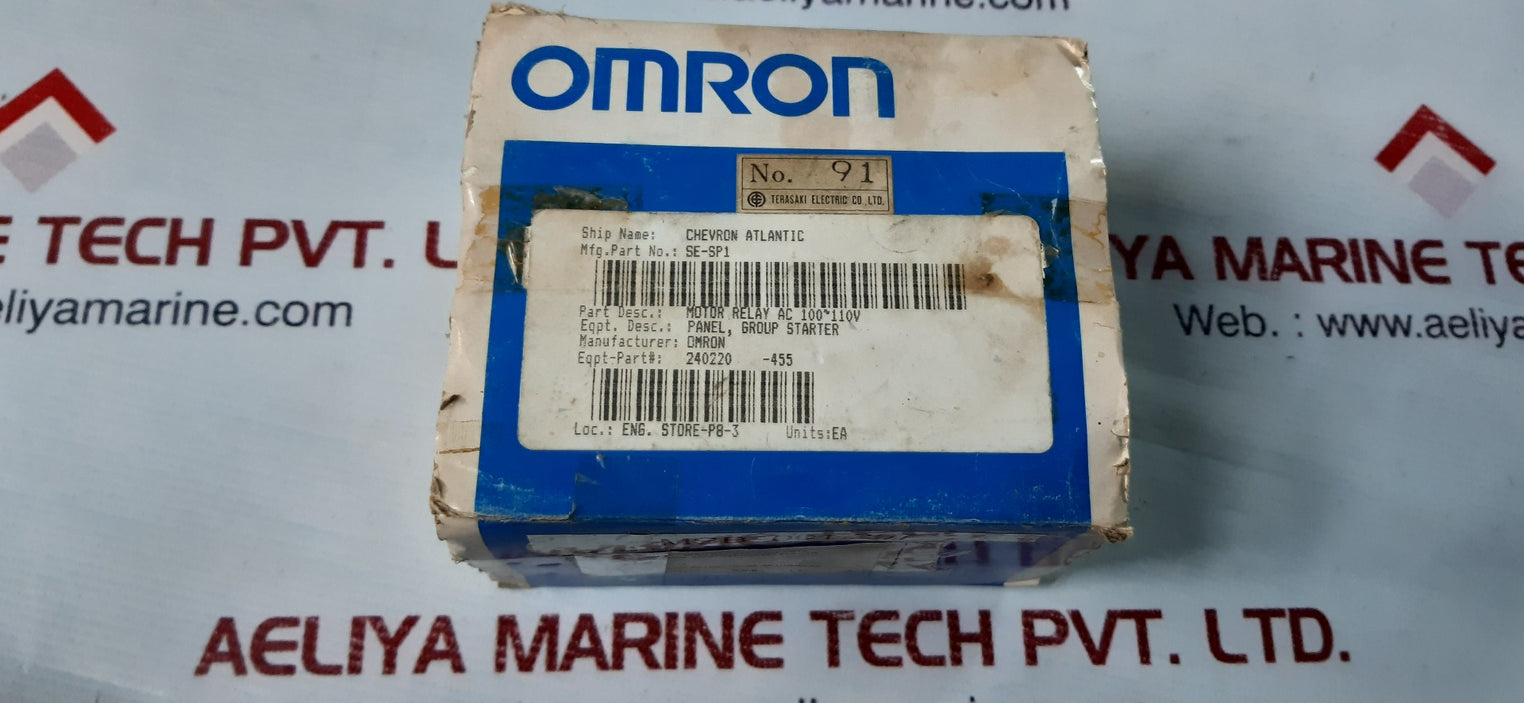 aeliyamarine.com
OMRON
No. 91
TERASAKI ELECTRIC CO.,LTD.
Ship Name: CHEVRON ATLANTIC
Mfg.Part No.: SE-SP1
Part Desc.: MOTOR RELAY AC 100~110V
Eqpt. Desc.: PANEL, GROUP STARTER
Manufacturer: OMRON
Eqpt-Part#: 240220 -455
Loc.: ENG. STORE-P8-3 Units:EA
E TECH PVT. L
eliyamarine.com
YA MARINE TE
Web. : www.aeliya
AELIYA MARINE TECH PVT. LTD.